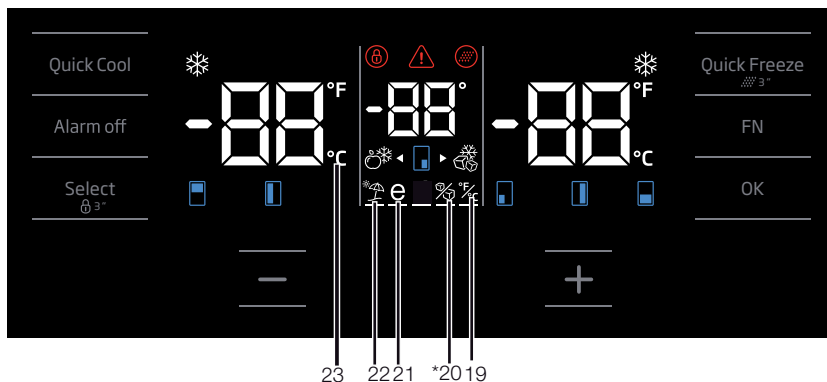 Quick Cool
Alarm off
Select
3"
-88 °F
°C
-88°
e
°F/°C
-88 °F
°C
Quick Freeze
3"
FN
OK
−
+
23 22 21 *20 19